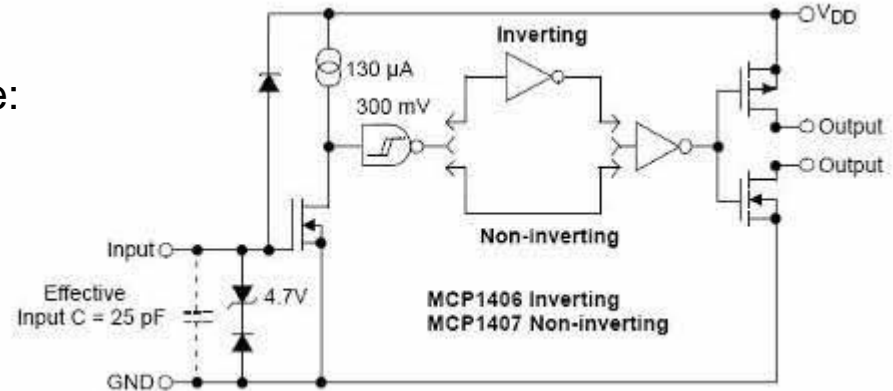 V_DD
Inverting
130 µA
e:
300 mV
Output
Output
Non-inverting
Input
4.7V
Effective
Input C = 25 pF
MCP1406 Inverting
MCP1407 Non-inverting
GND